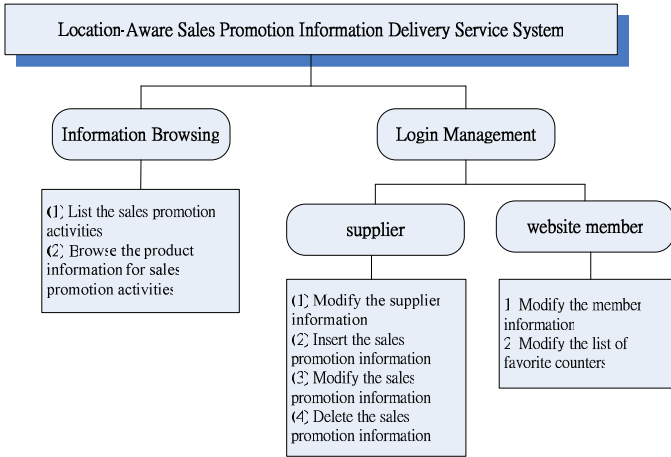 Location-Aware Sales Promotion Information Delivery Service System
Information Browsing
Login Management
(1) List the sales promotion
activities
(2) Browse the product
information for sales
promotion activities
supplier
website member
(1) Modify the supplier
information
(2) Insert the sales
promotion information
(3) Modify the sales
promotion information
(4) Delete the sales
promotion information
1 Modify the member
information
2 Modify the list of
favorite counters